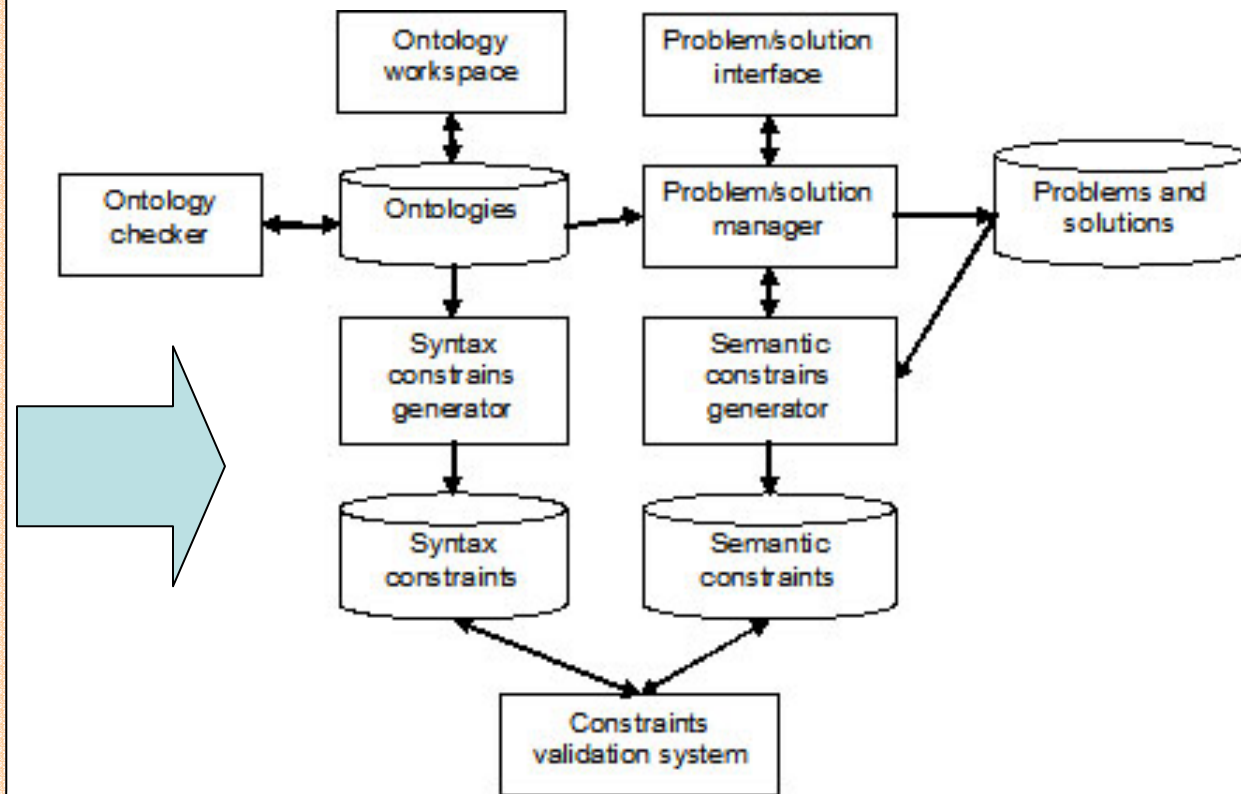 Ontology
workspace
Problem/solution
interface
Ontology
checker
Ontologies
Problem/solution
manager
Problems and
solutions
Syntax
constrains
generator
Semantic
constrains
generator
Syntax
constraints
Semantic
constraints
Constraints
validation system